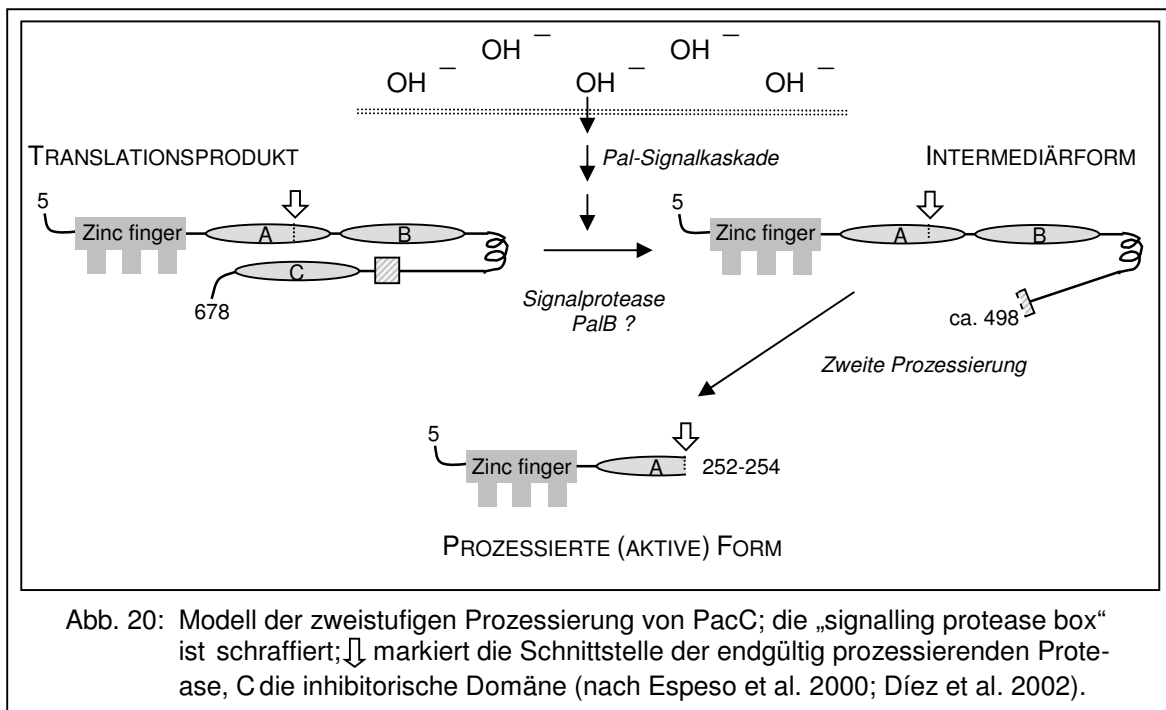 OH – OH –
OH – OH – OH –
TRANSLATIONSPRODUKT
Pal-Signalkaskade
INTERMEDIÄRFORM
5
Zinc finger
A
B
C
678
Signalprotease
PalB ?
5
Zinc finger
A
B
ca. 498
Zweite Prozessierung
5
Zinc finger
A
252-254
PROZESSIERTE (AKTIVE) FORM
Abb. 20: Modell der zweistufigen Prozessierung von PacC; die „signalling protease box“
ist schraffiert; ⇩ markiert die Schnittstelle der endgültig prozessierenden Prote-
ase, C die inhibitorische Domäne (nach Espeso et al. 2000; Díez et al. 2002).